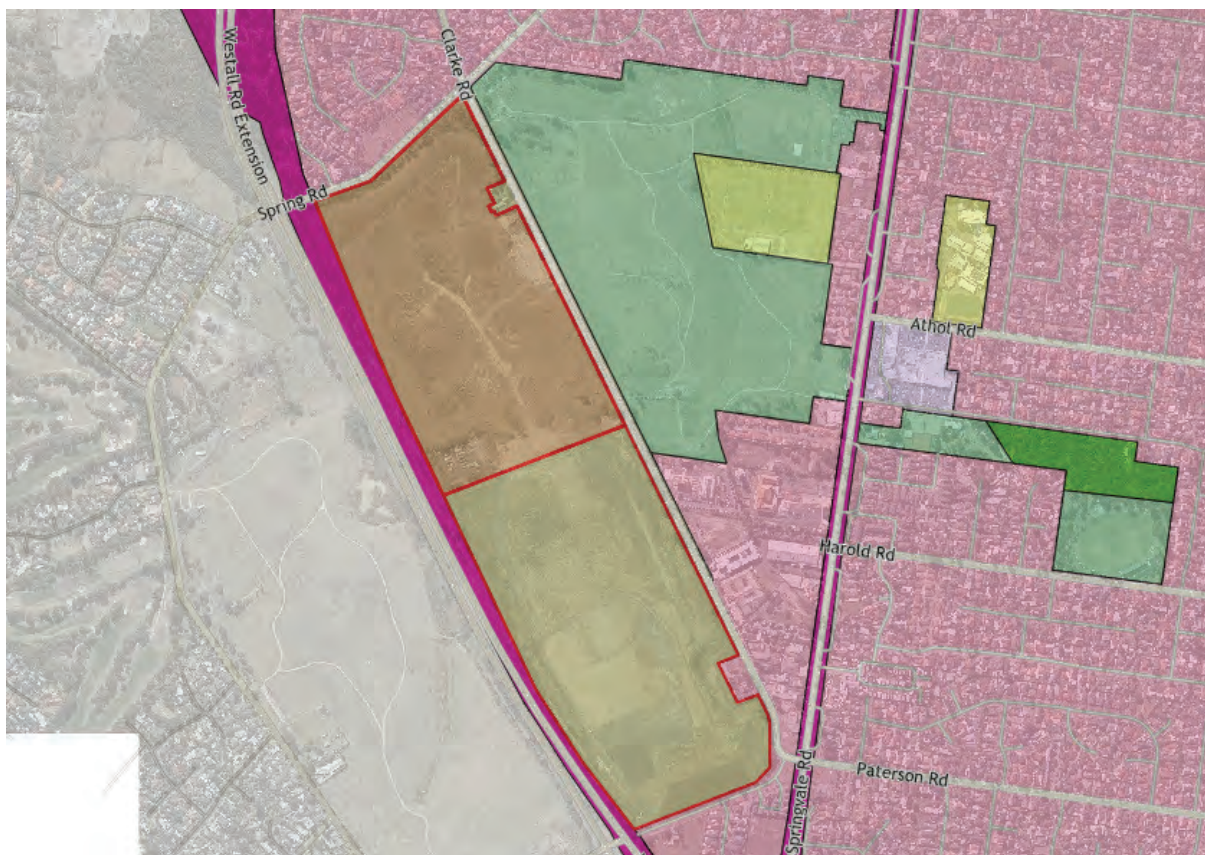 Westall Rd Extension
Clarke Rd
Spring Rd
Athol Rd
Harold Rd
Paterson Rd
Springvale Rd